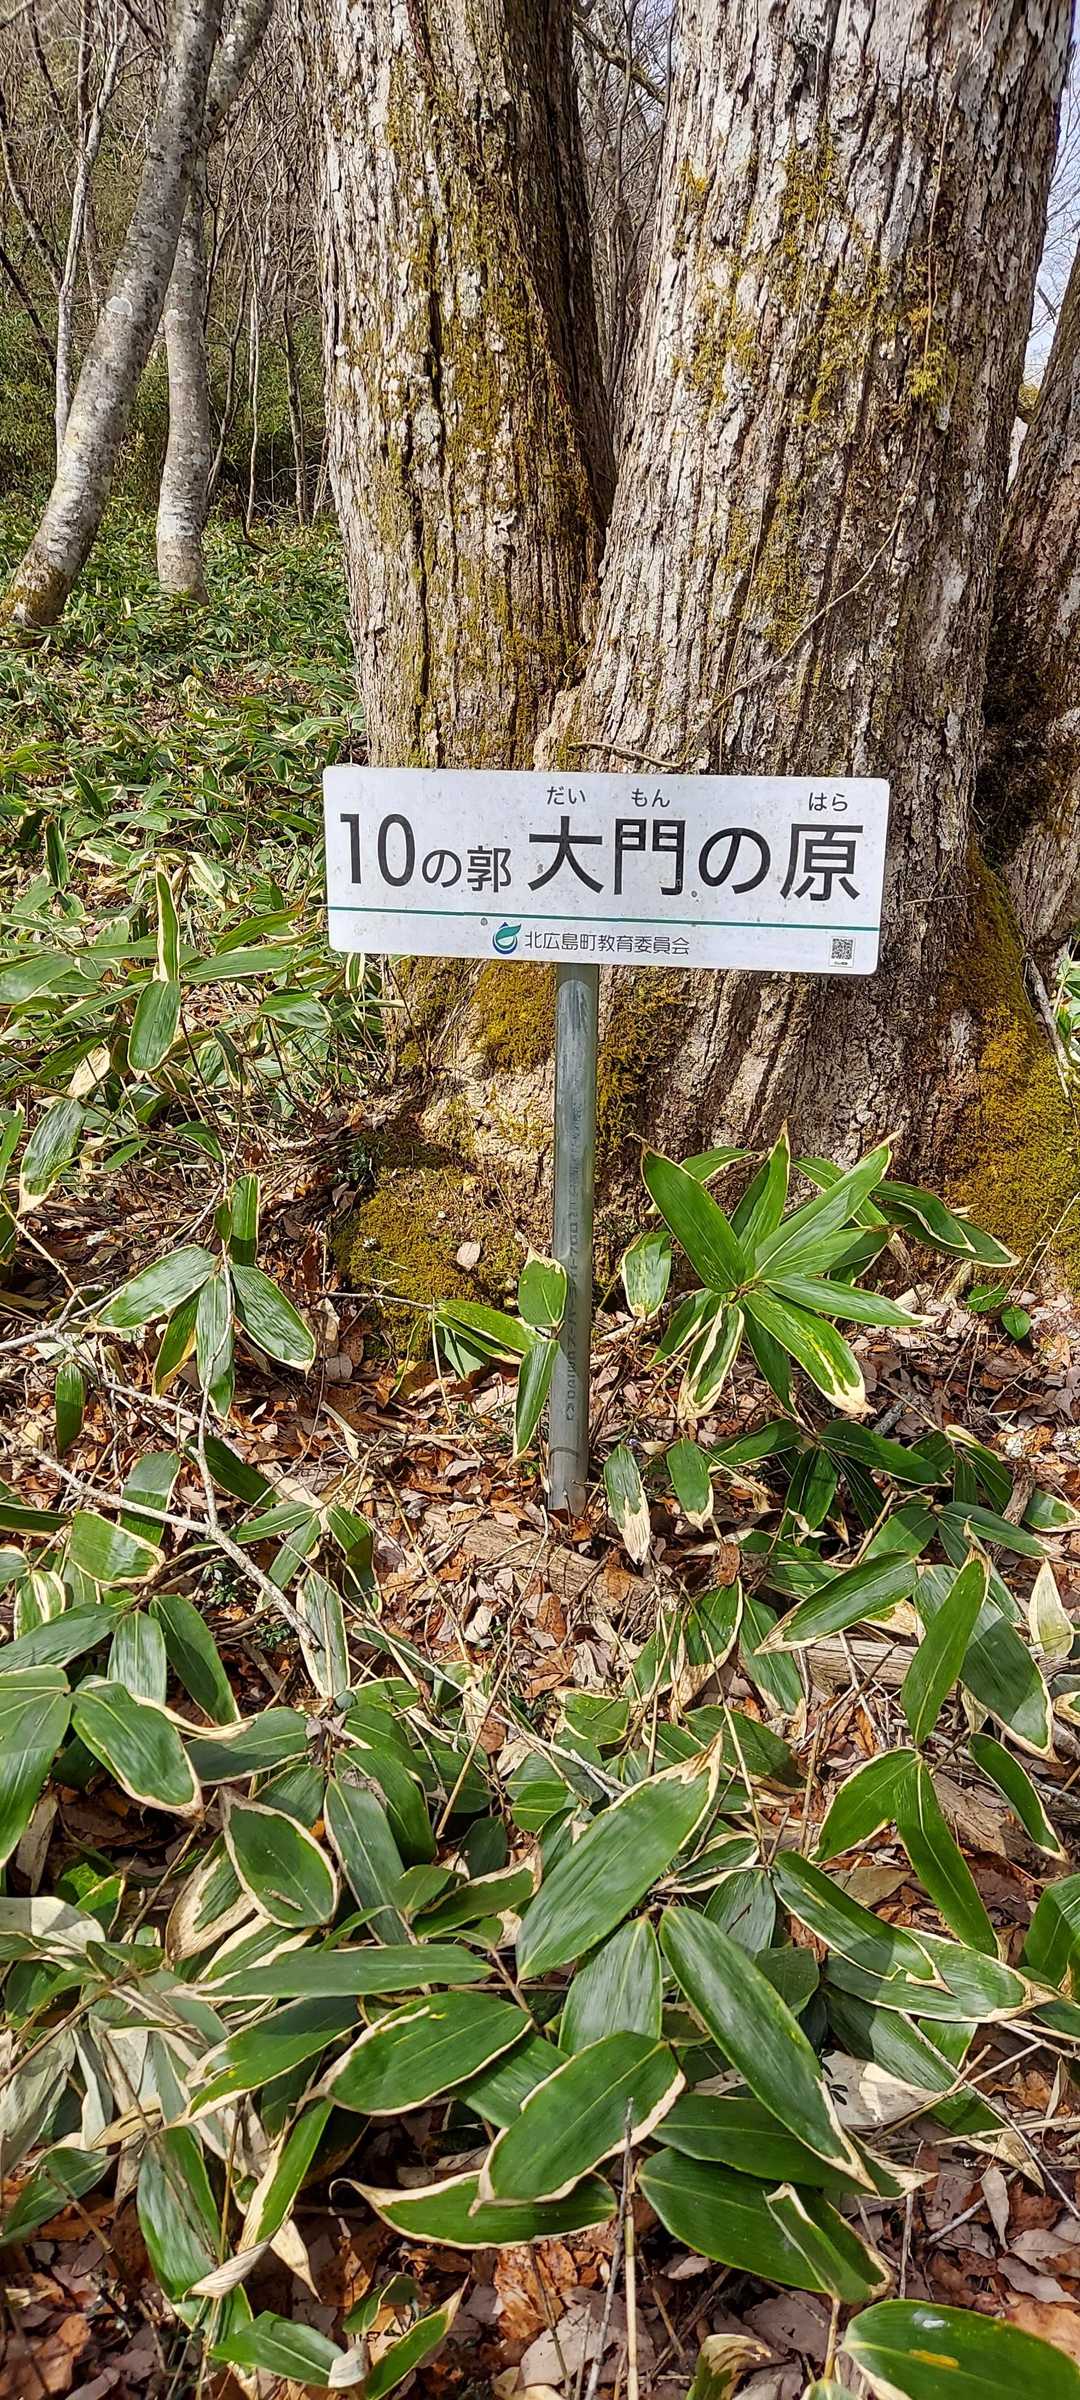 だい もん はら
10の郭 大門の原
北広島町教育委員会